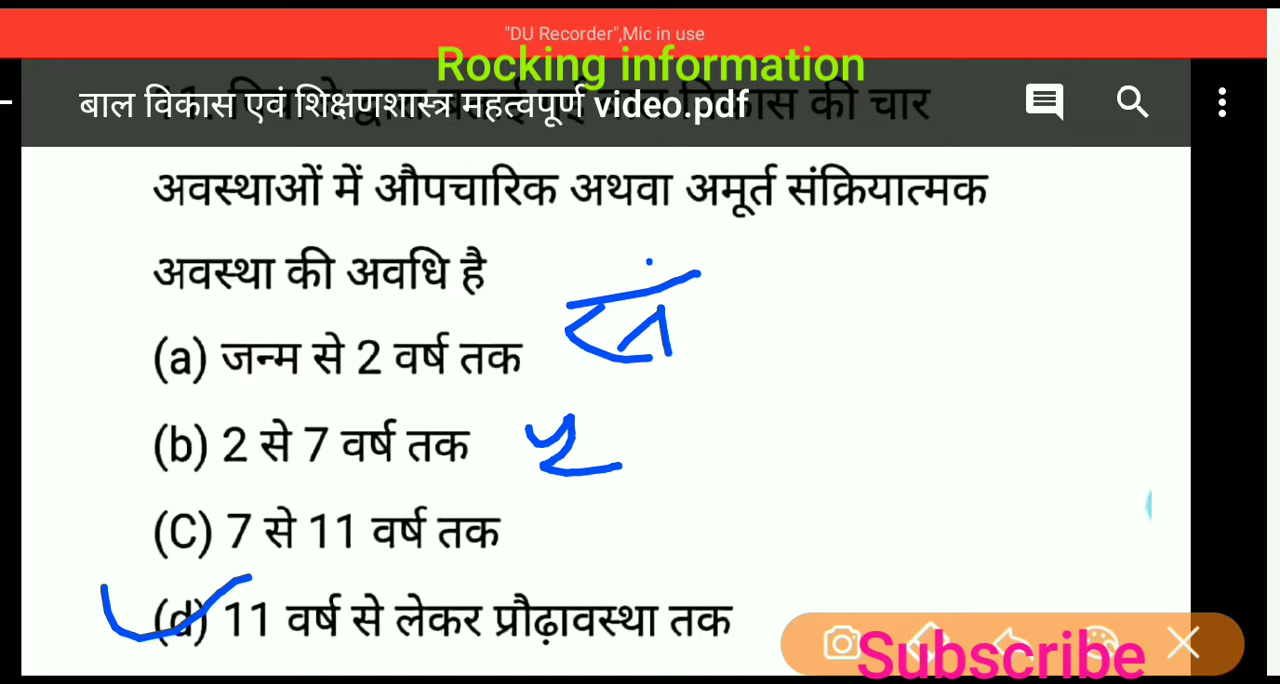 "DU Recorder",Mic in use
Rocking information
बाल विकास एवं शिक्षणशास्त्र महत्वपूर्ण video.pdf
विकास की चार
अवस्थाओं में औपचारिक अथवा अमूर्त संक्रियात्मक
अवस्था की अवधि है
(a) जन्म से 2 वर्ष तक
(b) 2 से 7 वर्ष तक
(C) 7 से 11 वर्ष तक
(d) 11 वर्ष से लेकर प्रौढ़ावस्था तक
Subscribe